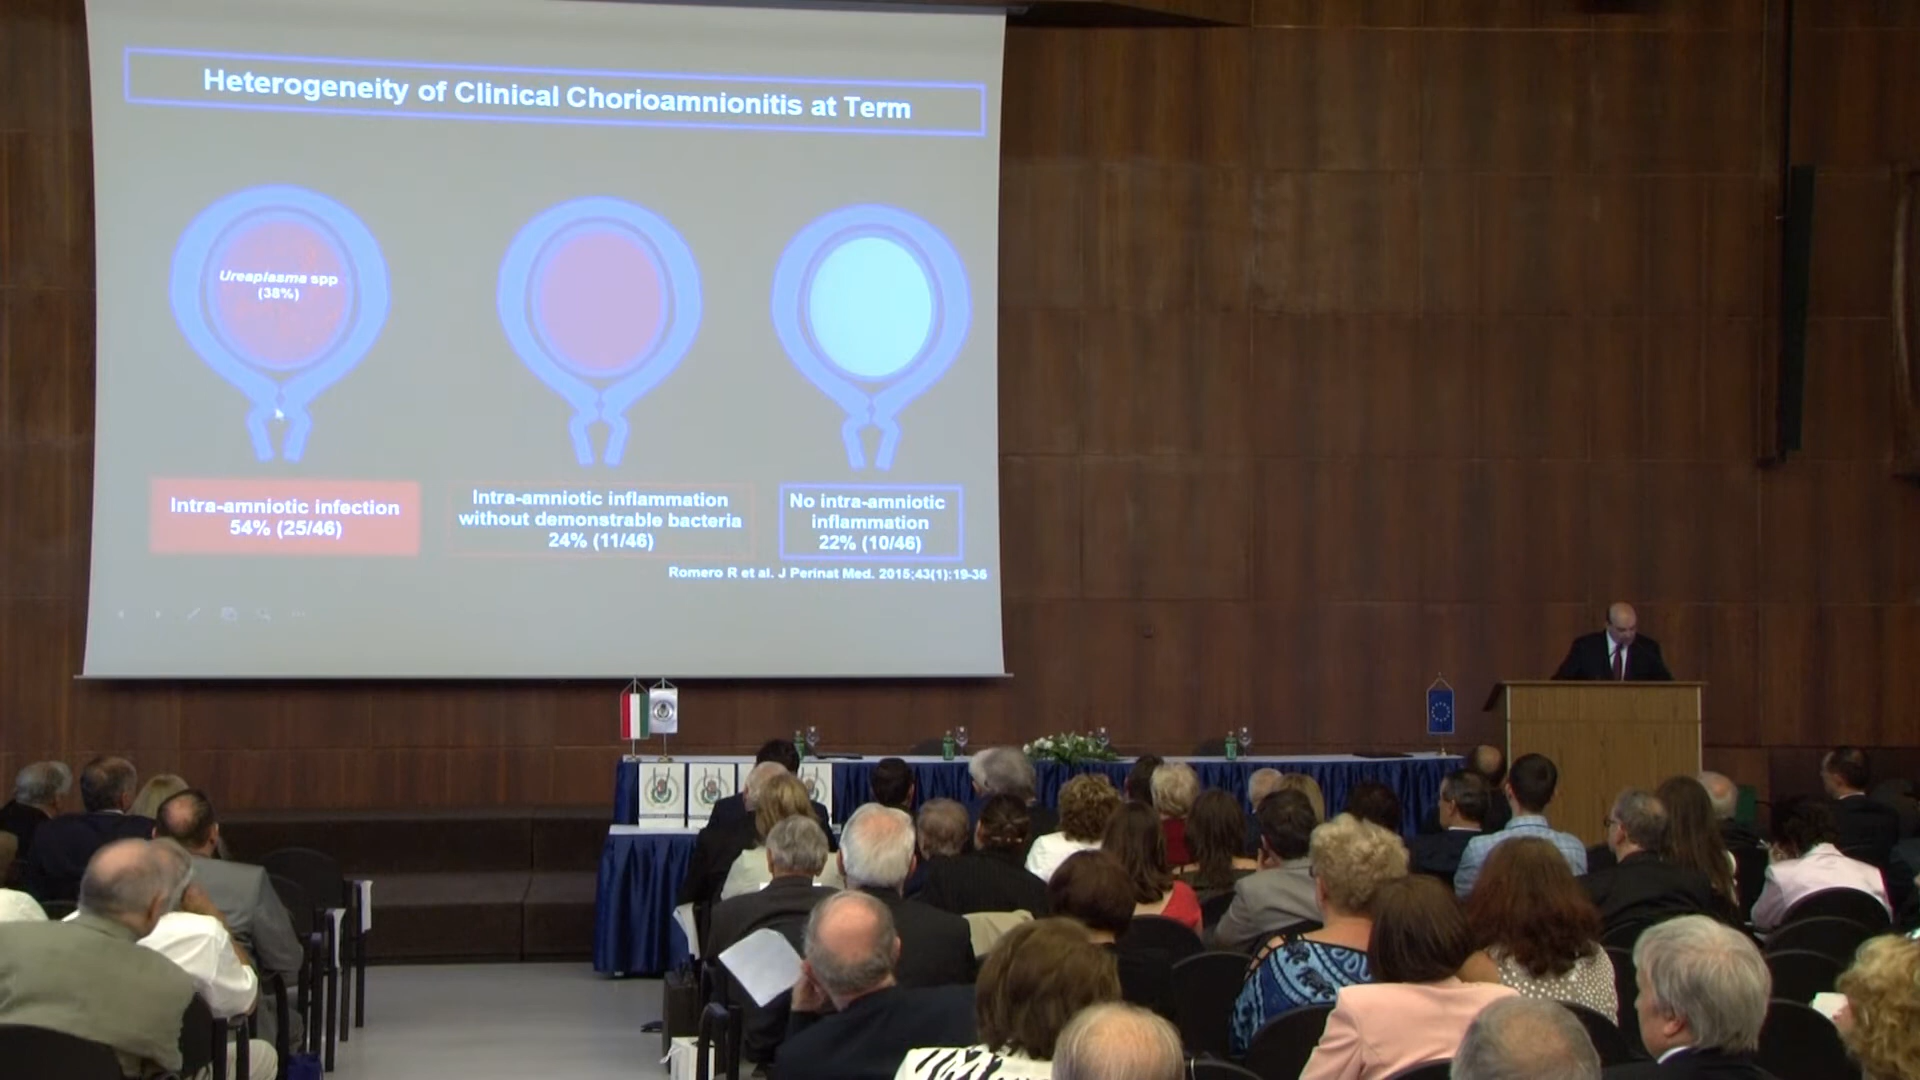 Heterogeneity of Clinical Chorioamnionitis at Term
Ureaplasma spp
(38%)
Intra-amniotic infection
54% (25/46)
Intra-amniotic inflammation
without demonstrable bacteria
24% (11/46)
No intra-amniotic
inflammation
22% (10/46)
Romero R et al. J Perinat Med. 2015;43(1):19-36